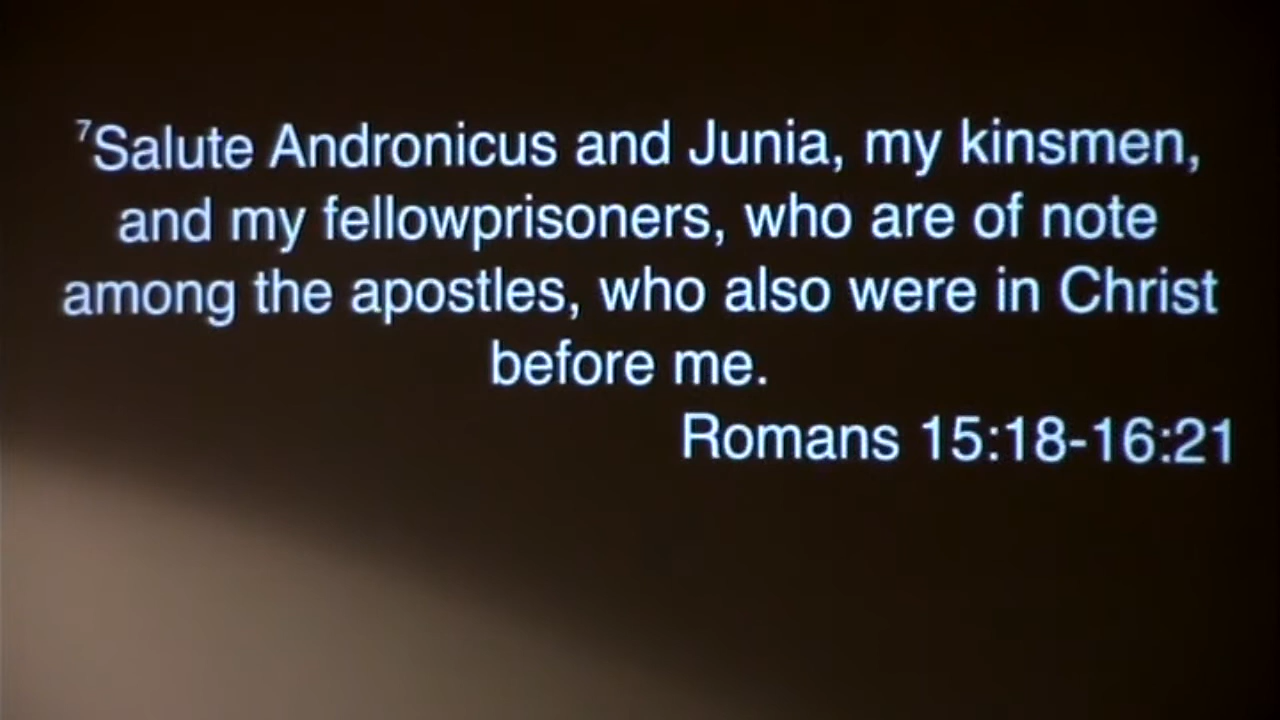 ⁷Salute Andronicus and Junia, my kinsmen,
and my fellowprisoners, who are of note
among the apostles, who also were in Christ
before me.
Romans 15:18-16:21